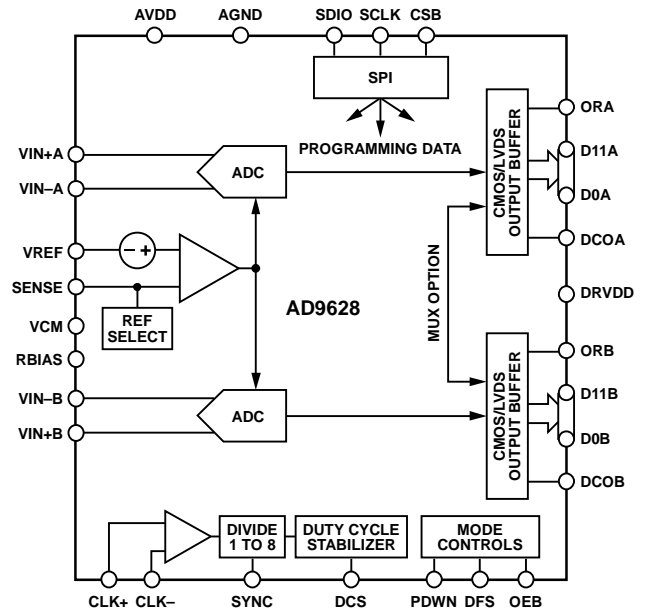 AVDD AGND SDIO SCLK CSB
SPI
PROGRAMMING DATA
VIN+A
VIN–A
ADC
VREF
– +
SENSE
REF
SELECT
VCM
RBIAS
VIN–B
VIN+B
ADC
AD9628
MUX OPTION
CMOS/LVDS
OUTPUT BUFFER
ORA
D11A
D0A
DCOA
DRVDD
CMOS/LVDS
OUTPUT BUFFER
ORB
D11B
D0B
DCOB
DIVIDE
1 TO 8
DUTY CYCLE
STABILIZER
MODE
CONTROLS
CLK+ CLK– SYNC DCS PDWN DFS OEB